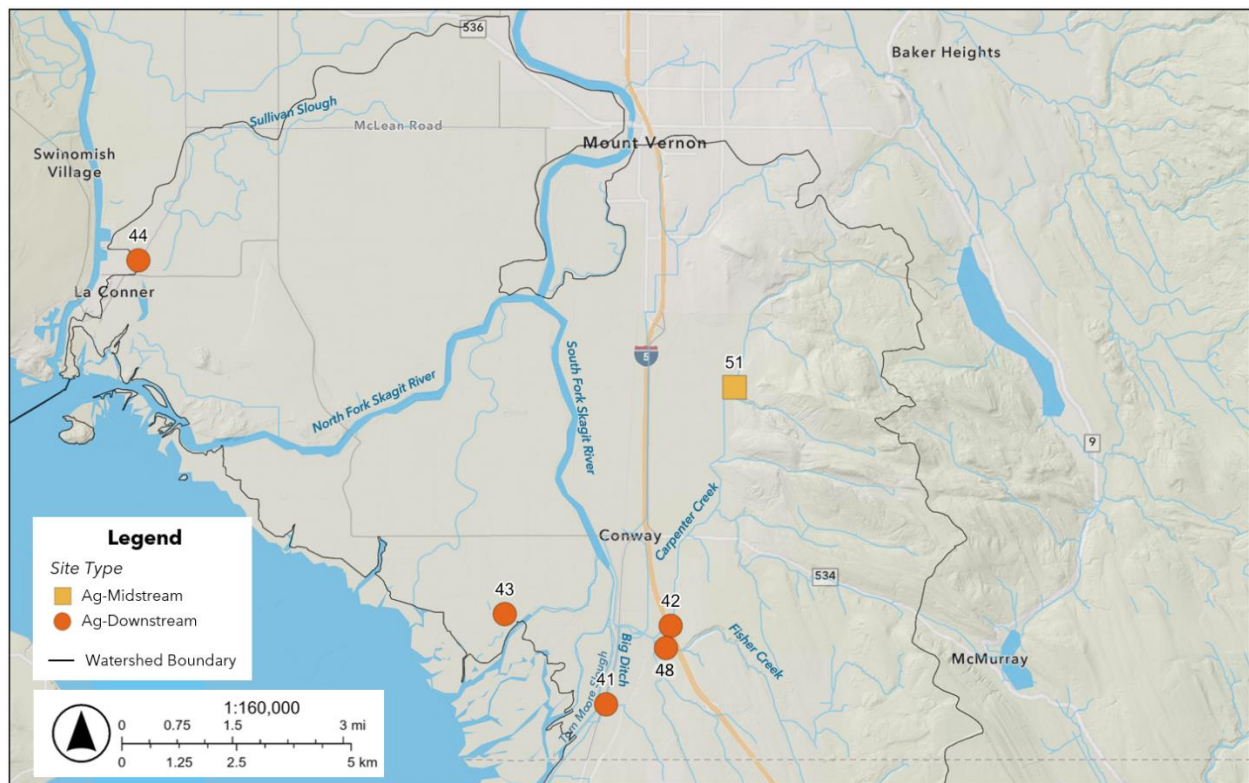 536
Baker Heights
Sullivan Slough
McLean Road
Mount Vernon
Swinomish
Village
44
La Conner
5
51
North Fork Skagit River
South Fork Skagit River
9
Carpenter Creek
Conway
534
Legend
Site Type
Ag-Midstream
Ag-Downstream
Watershed Boundary
43
42
Fisher Creek
Big Ditch
48
McMurray
41
Moore Slough
1:160,000
0 0.75 1.5 3 mi
0 1.25 2.5 5 km